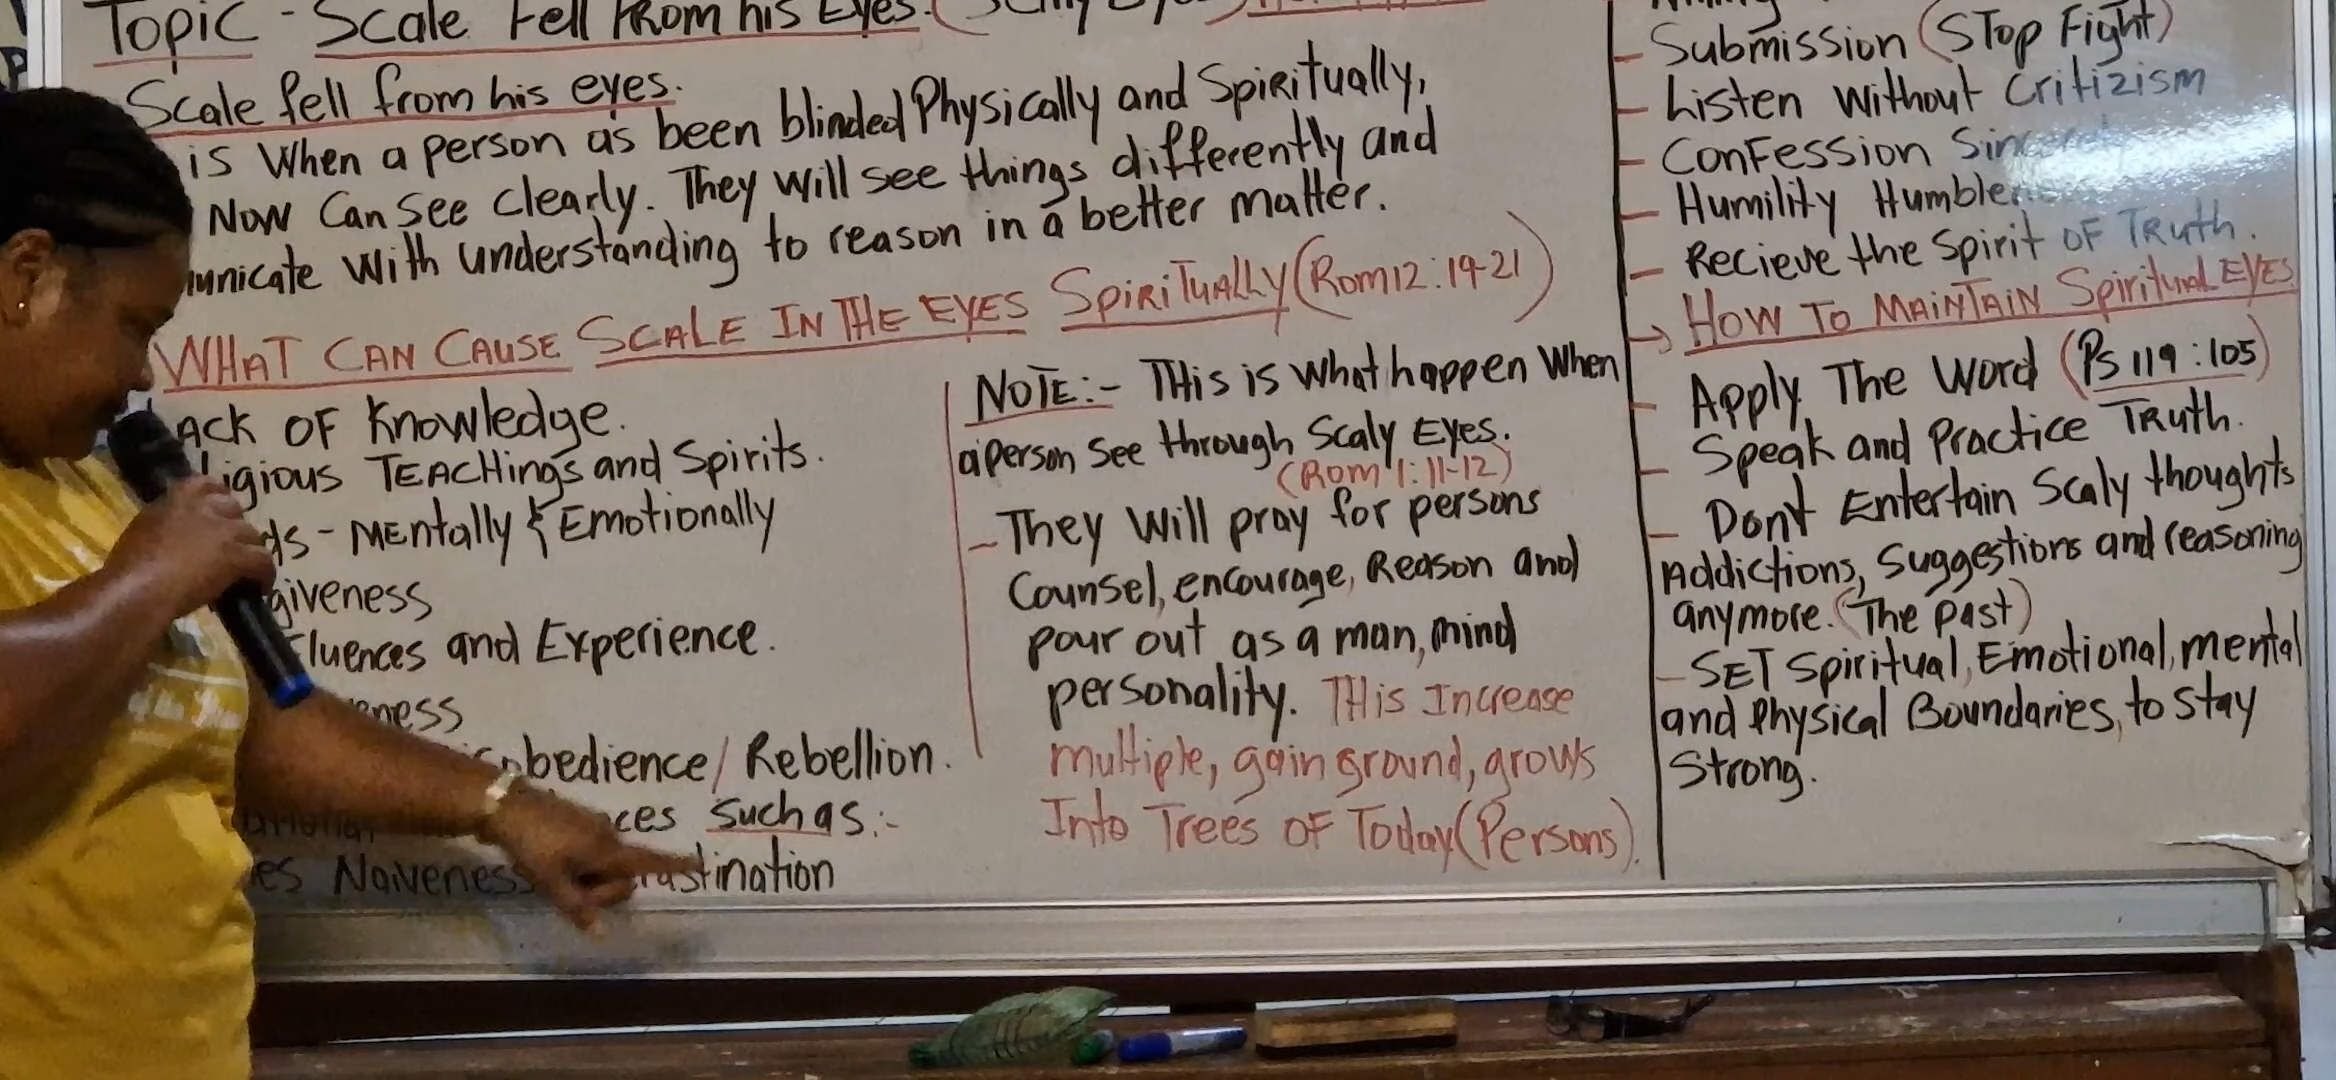 Topic - Scale Fell From his Eyes.
Scale fell from his eyes.
is When a person as been blinded Physically and Spiritually,
Now Can See clearly. They will see things differently and
With understanding to reason in a better matter.
WHAT CAN CAUSE SCALE IN THE EYES SpiriTually (Rom 12:19-21)
ack OF Knowledge.
igious TEACHings and Spirits.
ds - MEntally & Emotionally
giveness
fluences and Experience.
eness
obedience / Rebellion.
ces Such as:-
es Naiveness stination
NOTE:- THis is what happen When
a person See through Scaly Eyes.
(Rom 1:11-12)
- They Will pray for persons
Counsel, encourage, Reason and
pour out as a man, mind
personality. THis Increase
multiple, gain ground, grows
Into Trees OF Today (Persons).
- Submission (STop Fight)
- Listen Without Critizism
- ConFession
- Humility
- Recieve the Spirit OF Truth.
→ HOW To MAINTAIN Spiritual EYES
- Apply The Word (Ps 119:105)
- Speak and Practice Truth.
- Don't Entertain Scaly thoughts
Addictions, Suggestions and reasoning
anymore. (The past)
- SET Spiritual, Emotional, mental
and Physical Boundaries, to stay
Strong.